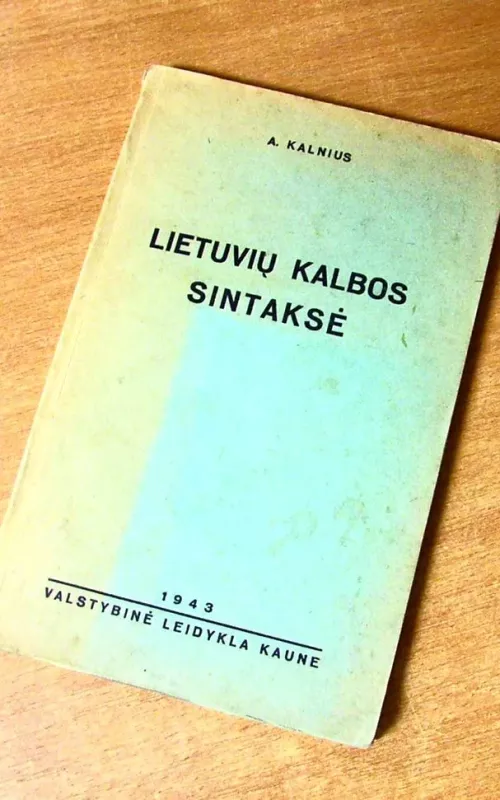 A. KALNIUS
LIETUVIŲ KALBOS
SINTAKSĖ
1943
VALSTYBINĖ LEIDYKLA KAUNE